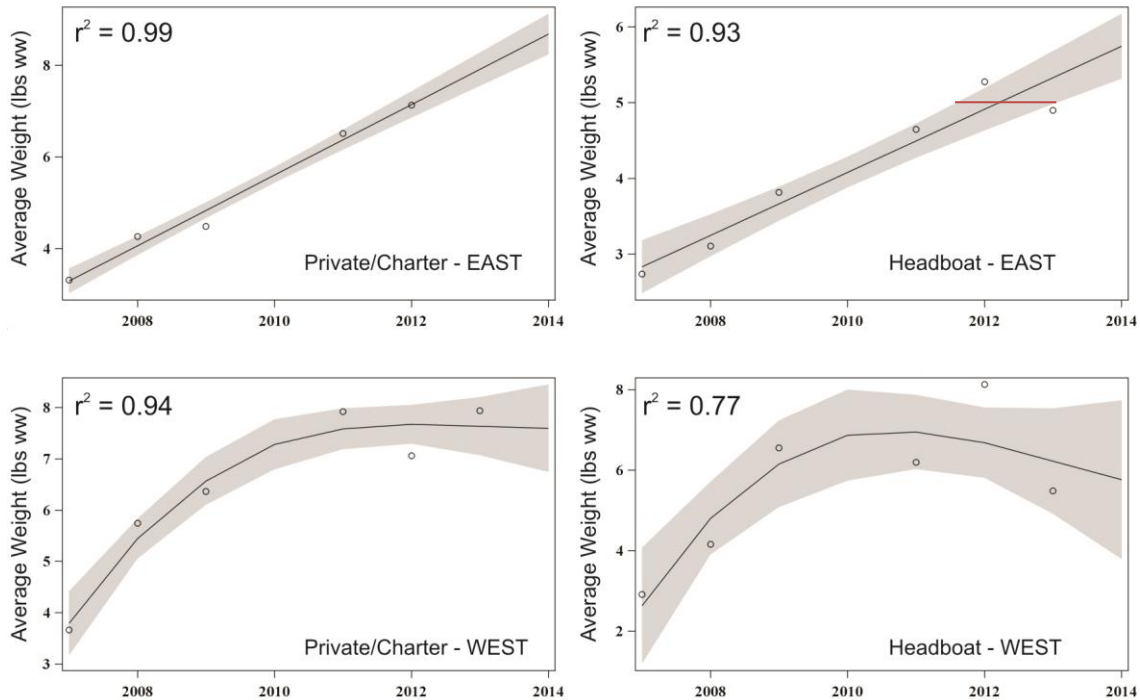 r² = 0.99
Average Weight (lbs ww)
8
6
4
Private/Charter - EAST
2008 2010 2012 2014
r² = 0.93
Average Weight (lbs ww)
6
5
4
3
Headboat - EAST
2008 2010 2012 2014
r² = 0.94
Average Weight (lbs ww)
8
7
6
5
4
3
Private/Charter - WEST
2008 2010 2012 2014
r² = 0.77
Average Weight (lbs ww)
8
6
4
2
Headboat - WEST
2008 2010 2012 2014